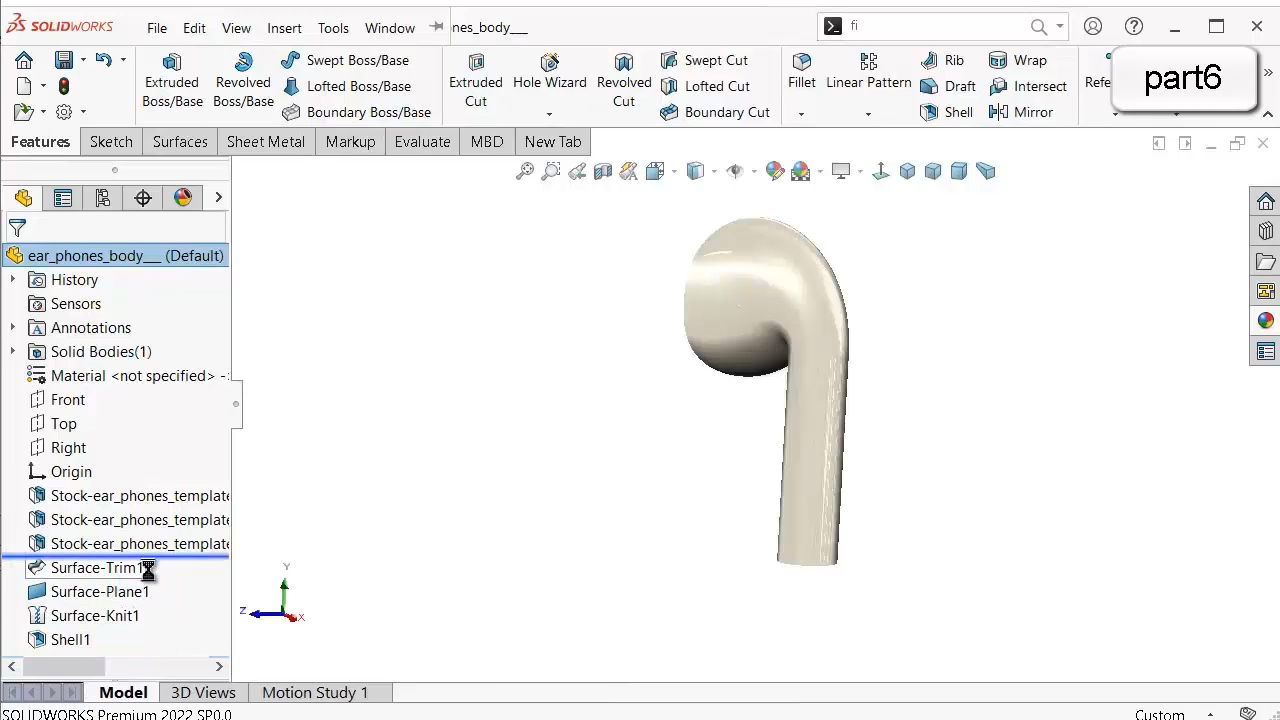 SOLIDWORKS
File Edit View Insert Tools Window
nes_body___
fi
part6
Extruded Boss/Base
Revolved Boss/Base
Swept Boss/Base
Lofted Boss/Base
Boundary Boss/Base
Extruded Cut
Hole Wizard
Revolved Cut
Swept Cut
Lofted Cut
Boundary Cut
Fillet
Linear Pattern
Rib
Draft
Shell
Wrap
Intersect
Mirror
Refe
Features Sketch Surfaces Sheet Metal Markup Evaluate MBD New Tab
ear_phones_body___ (Default)
History
Sensors
Annotations
Solid Bodies(1)
Material <not specified> -
Front
Top
Right
Origin
Stock-ear_phones_template
Stock-ear_phones_template
Stock-ear_phones_template
Surface-Trim1
Surface-Plane1
Surface-Knit1
Shell1
Y
Z
X
Model 3D Views Motion Study 1
SOLIDWORKS Premium 2022 SP0.0
Custom